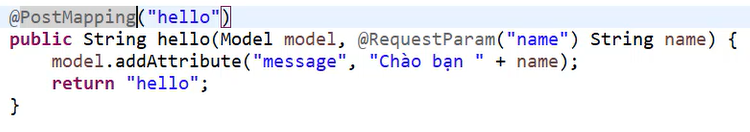 @PostMapping("hello")
public String hello(Model model, @RequestParam("name") String name) {
    model.addAttribute("message", "Chào bạn " + name);
    return "hello";
}